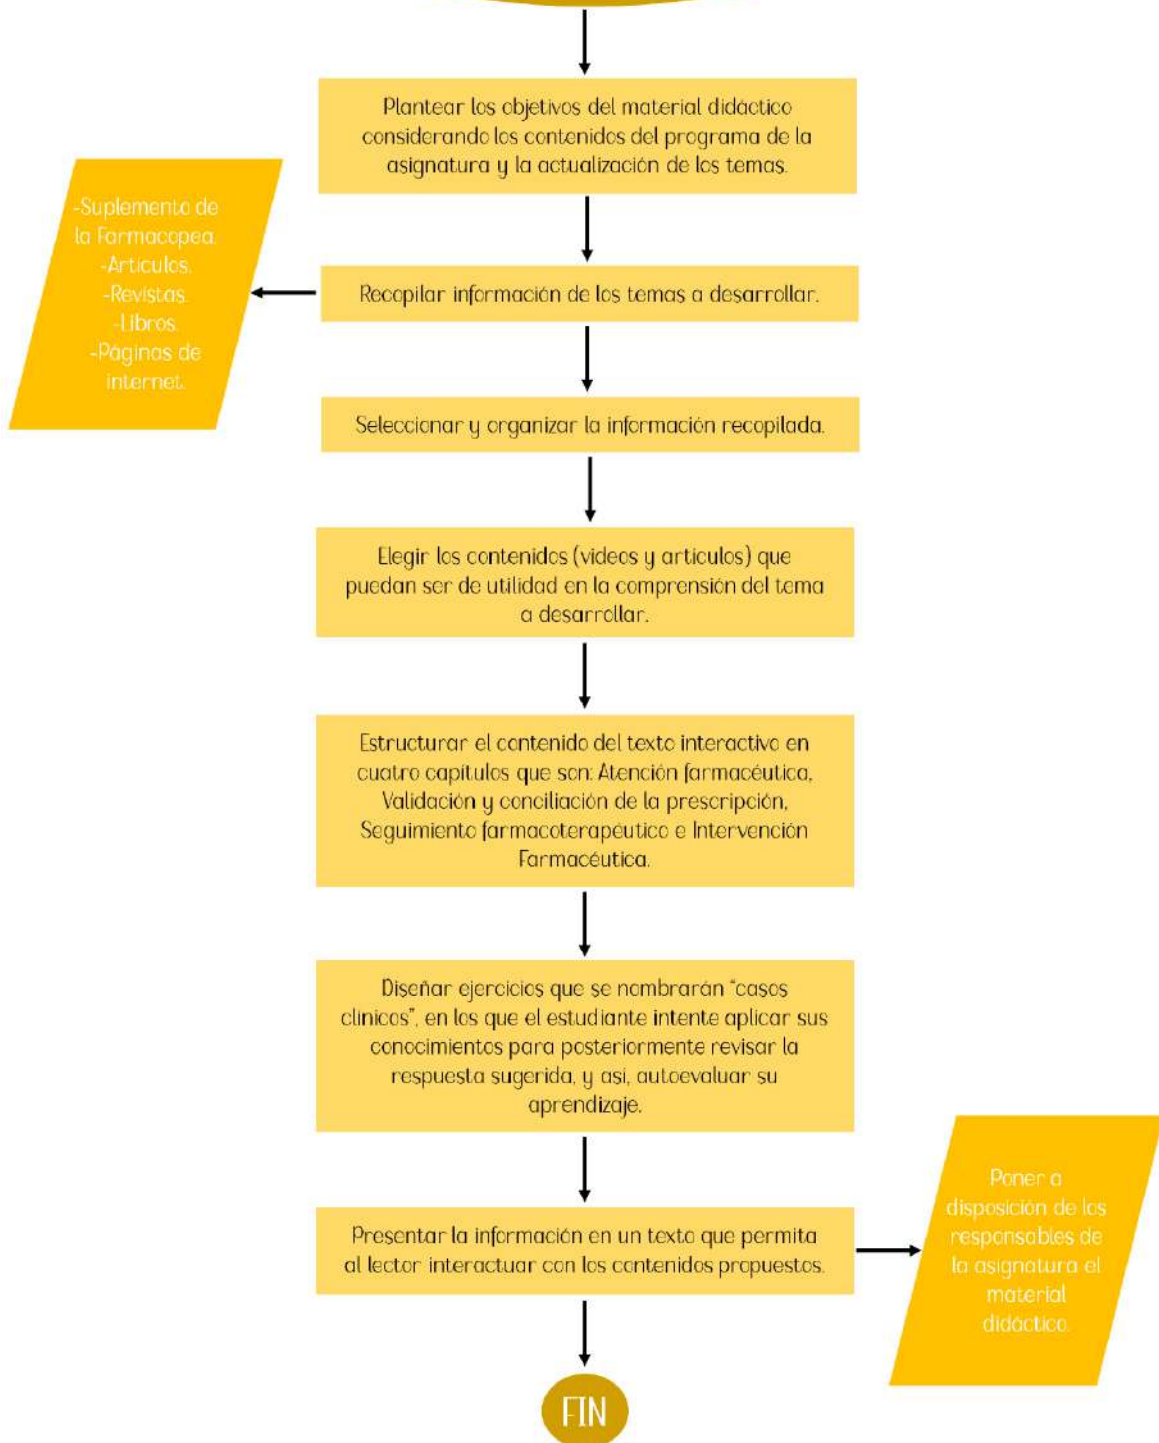 Plantear los objetivos del material didáctico
considerando los contenidos del programa de la
asignatura y la actualización de los temas.
-Suplemento de
la Farmacopea.
-Artículos.
-Revistas.
-Libros.
-Páginas de
internet.
Recopilar información de los temas a desarrollar.
Seleccionar y organizar la información recopilada.
Elegir los contenidos (videos y artículos) que
puedan ser de utilidad en la comprensión del tema
a desarrollar.
Estructurar el contenido del texto interactivo en
cuatro capítulos que son: Atención farmacéutica,
Validación y conciliación de la prescripción,
Seguimiento farmacoterapéutico e Intervención
Farmacéutica.
Diseñar ejercicios que se nombrarán “casos
clínicos”, en los que el estudiante intente aplicar sus
conocimientos para posteriormente revisar la
respuesta sugerida, y así, autoevaluar su
aprendizaje.
Presentar la información en un texto que permita
al lector interactuar con los contenidos propuestos.
Poner a
disposición de los
responsables de
la asignatura el
material
didáctico.
FIN